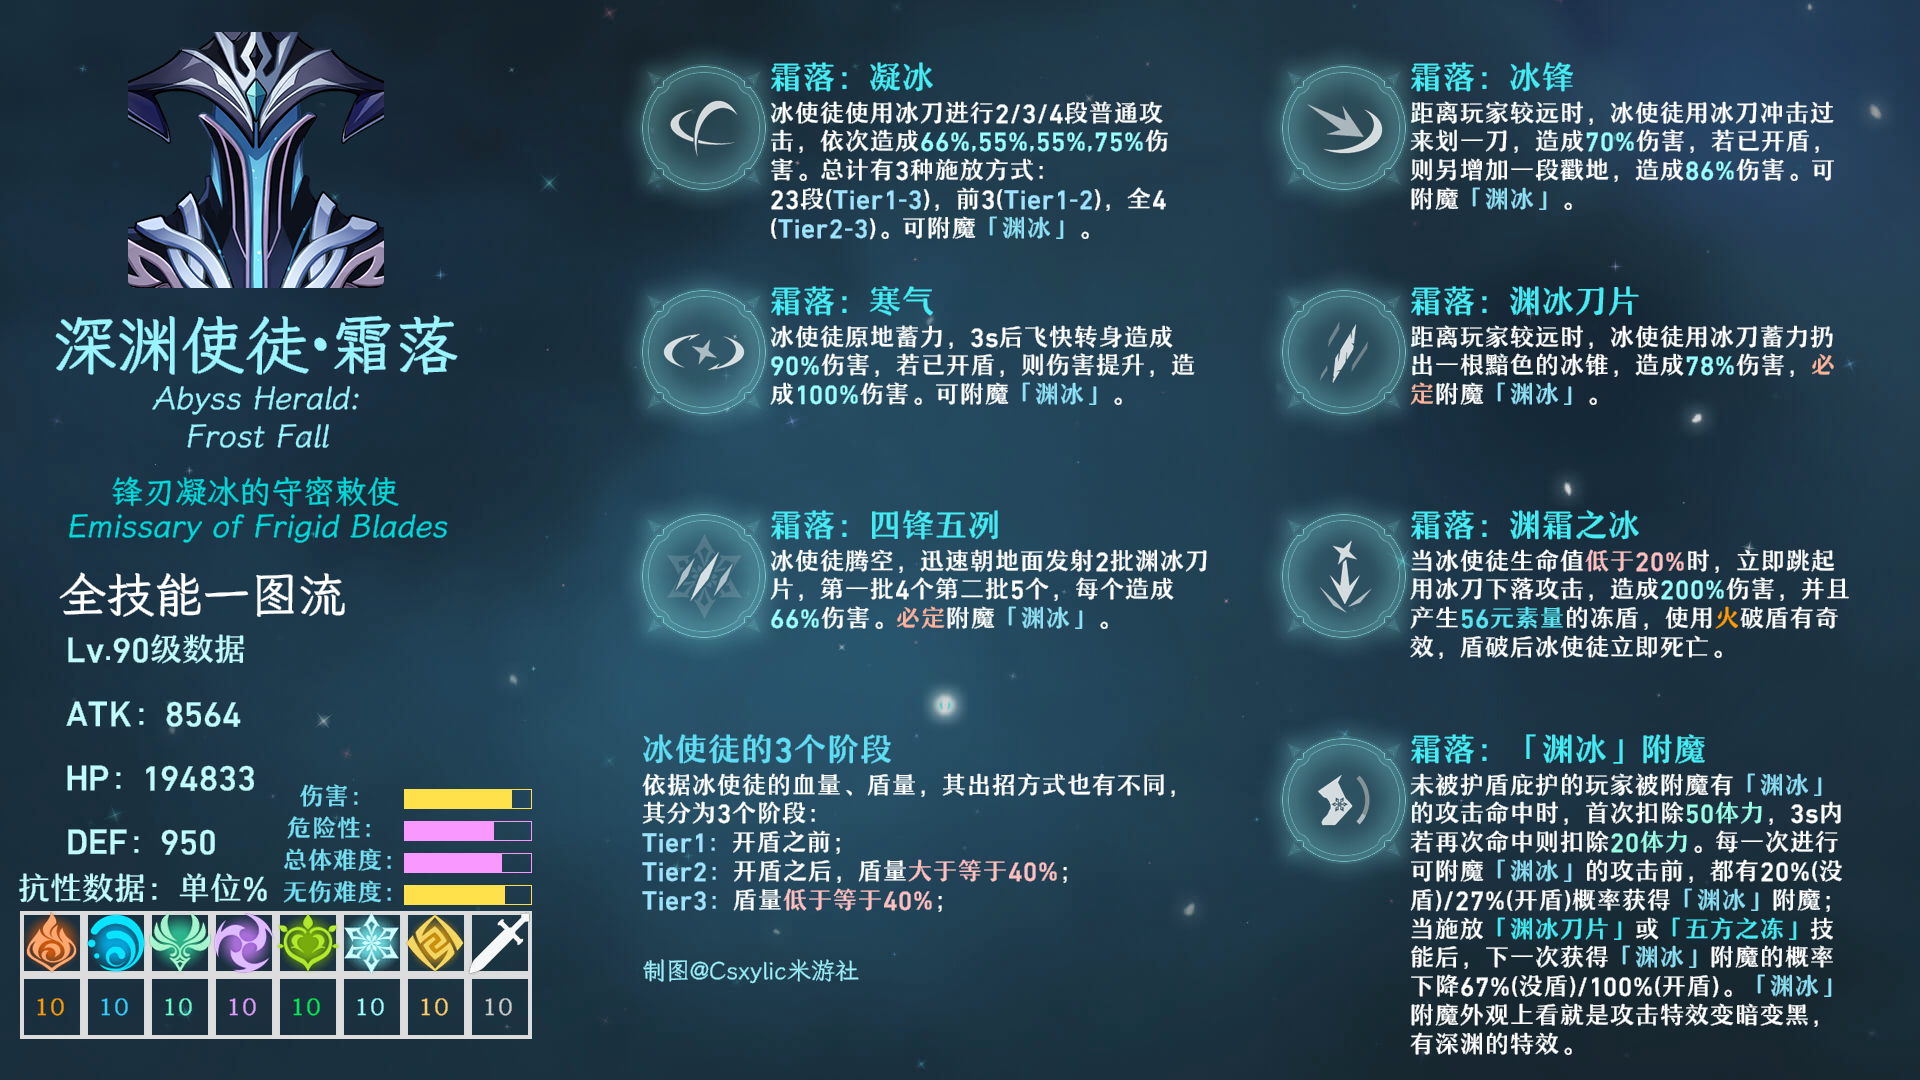 深渊使徒·霜落
Abyss Herald:
Frost Fall
锋刃凝冰的守密敕使
Emissary of Frigid Blades
全技能一图流
Lv.90级数据
ATK：8564
HP：194833
DEF：950
伤害：
危险性：
总体难度：
无伤难度：
抗性数据：单位%
10 10 10 10 10 10 10 10
霜落：凝冰
冰使徒使用冰刀进行2/3/4段普通攻
击，依次造成66%,55%,55%,75%伤
害。总计有3种施放方式：
23段(Tier1-3)，前3(Tier1-2)，全4
(Tier2-3)。可附魔「渊冰」。
霜落：寒气
冰使徒原地蓄力，3s后飞快转身造成
90%伤害，若已开盾，则伤害提升，造
成100%伤害。可附魔「渊冰」。
霜落：四锋五冽
冰使徒腾空，迅速朝地面发射2批渊冰刀
片，第一批4个第二批5个，每个造成
66%伤害。必定附魔「渊冰」。
冰使徒的3个阶段
依据冰使徒的血量、盾量，其出招方式也有不同，
其分为3个阶段：
Tier1：开盾之前；
Tier2：开盾之后，盾量大于等于40%；
Tier3：盾量低于等于40%；
制图@Csxylic米游社
霜落：冰锋
距离玩家较远时，冰使徒用冰刀冲击过
来划一刀，造成70%伤害，若已开盾，
则另增加一段戳地，造成86%伤害。可
附魔「渊冰」。
霜落：渊冰刀片
距离玩家较远时，冰使徒用冰刀蓄力扔
出一根黯色的冰锥，造成78%伤害，必
定附魔「渊冰」。
霜落：渊霜之冰
当冰使徒生命值低于20%时，立即跳起
用冰刀下落攻击，造成200%伤害，并且
产生56元素量的冻盾，使用火破盾有奇
效，盾破后冰使徒立即死亡。
霜落：「渊冰」附魔
未被护盾庇护的玩家被附魔有「渊冰」
的攻击命中时，首次扣除50体力，3s内
若再次命中则扣除20体力。每一次进行
可附魔「渊冰」的攻击前，都有20%(没
盾)/27%(开盾)概率获得「渊冰」附魔；
当施放「渊冰刀片」或「五方之冻」技
能后，下一次获得「渊冰」附魔的概率
下降67%(没盾)/100%(开盾)。「渊冰」
附魔外观上看就是攻击特效变暗变黑，
有深渊的特效。